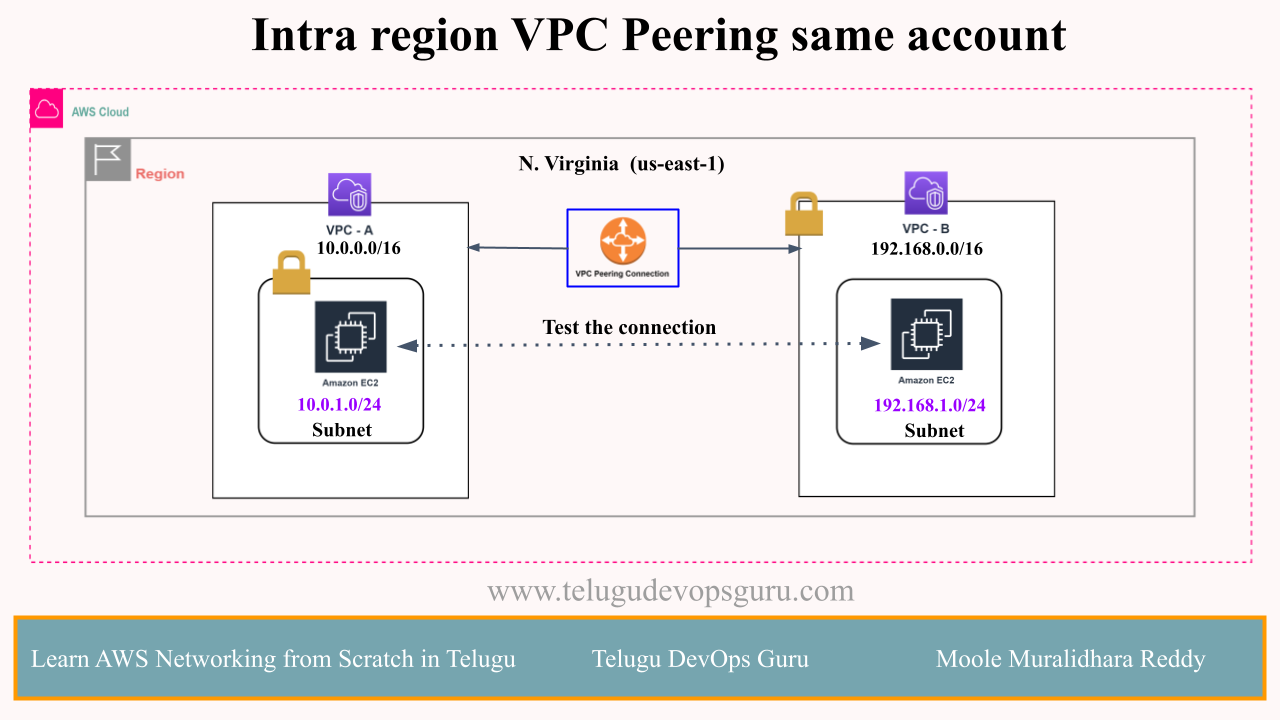 Intra region VPC Peering same account
AWS Cloud
Region
N. Virginia (us-east-1)
VPC - A
10.0.0.0/16
VPC Peering Connection
VPC - B
192.168.0.0/16
Test the connection
Amazon EC2
10.0.1.0/24
Subnet
Amazon EC2
192.168.1.0/24
Subnet
www.telugudevopsguru.com
Learn AWS Networking from Scratch in Telugu
Telugu DevOps Guru
Moole Muralidhara Reddy